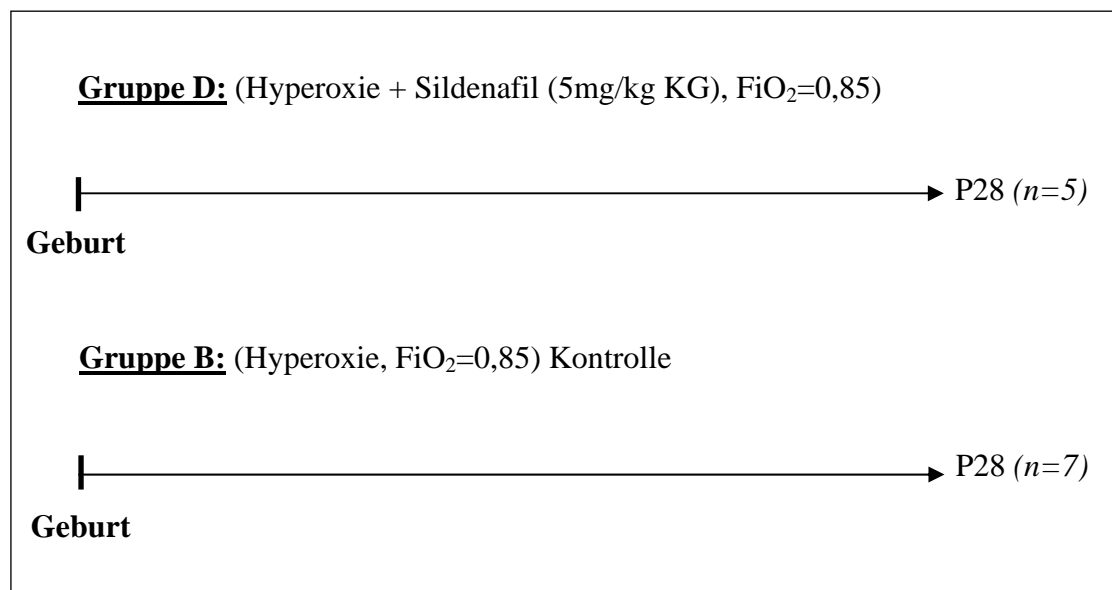 Gruppe D: (Hyperoxie + Sildenafil (5mg/kg KG), FiO₂=0,85)
P28 (n=5)
Geburt
Gruppe B: (Hyperoxie, FiO₂=0,85) Kontrolle
P28 (n=7)
Geburt